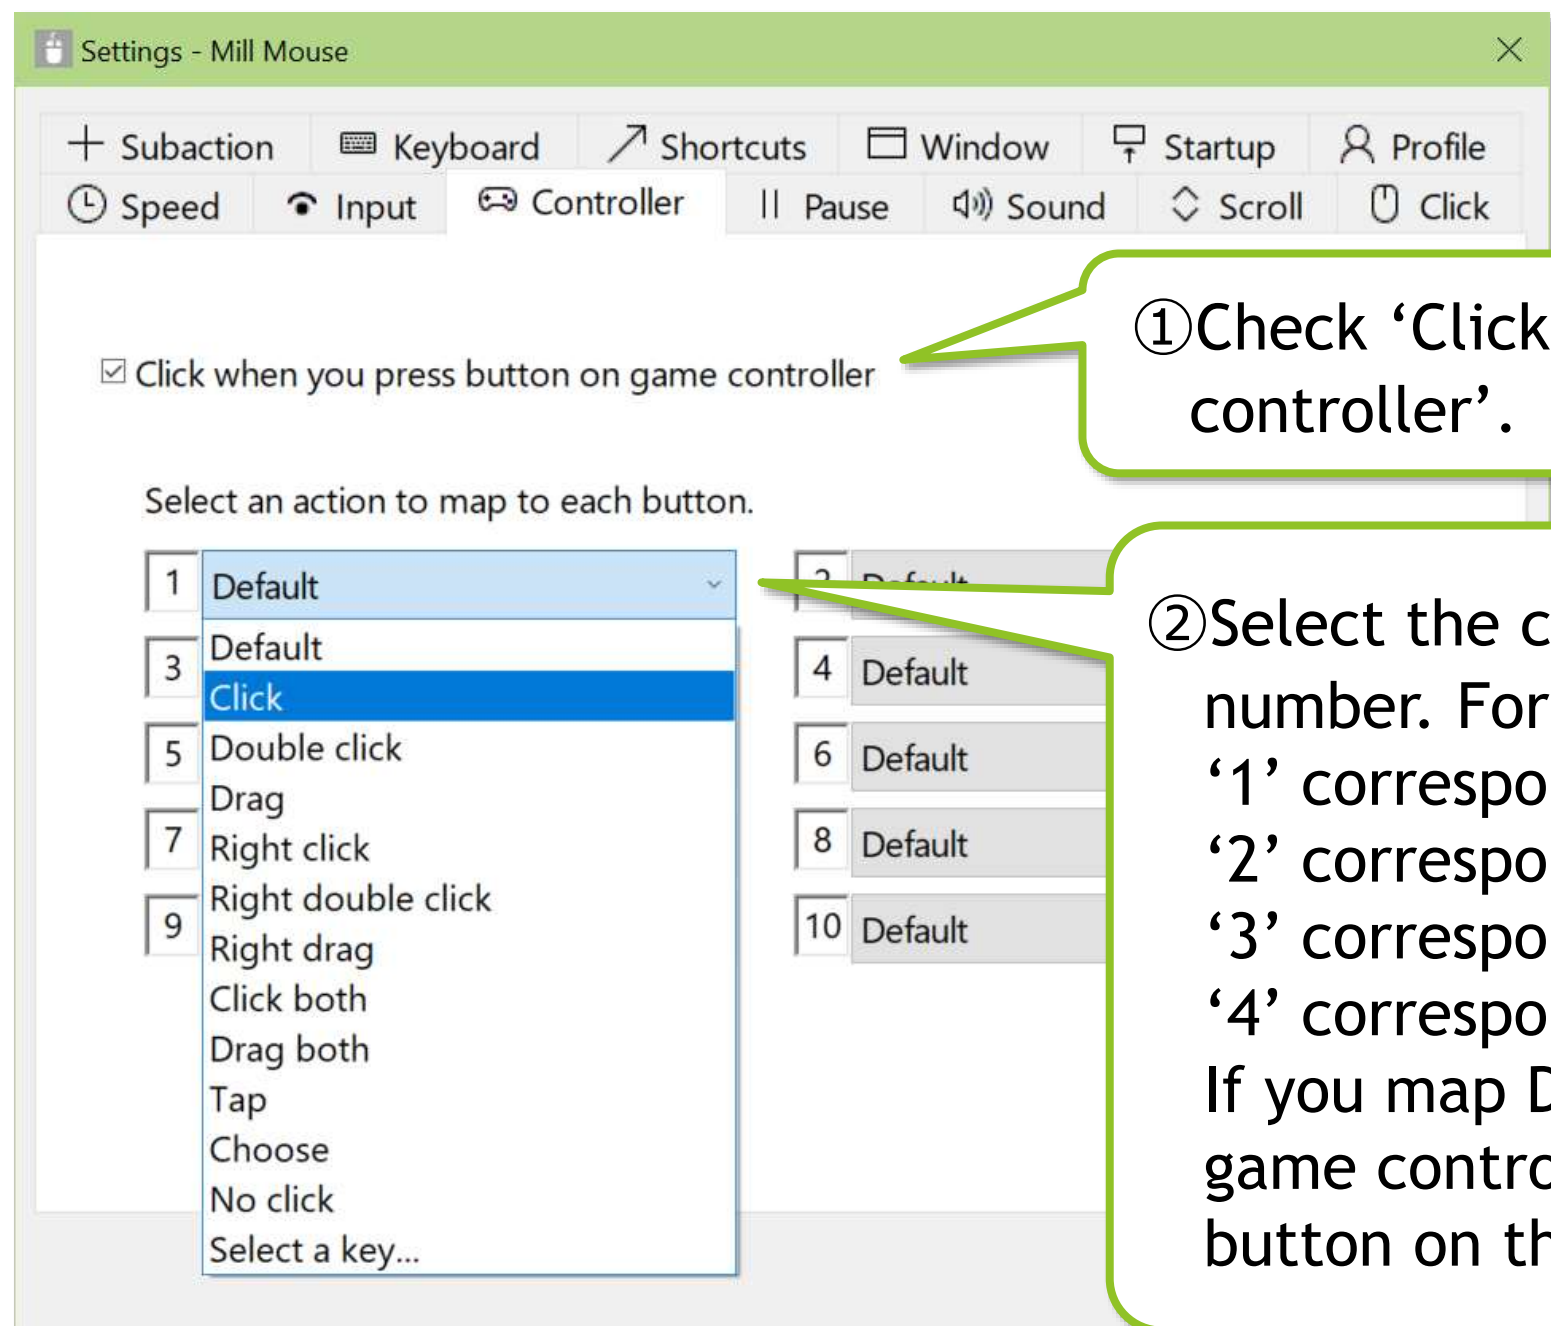 Settings - Mill Mouse
Subaction Keyboard Shortcuts Window Startup Profile
Speed Input Controller Pause Sound Scroll Click
Click when you press button on game controller
①Check ‘Click
controller’.
Select an action to map to each button.
1 Default
2 Default
3
4 Default
5
6 Default
7
8 Default
9
10 Default
Default
Click
Double click
Drag
Right click
Right double click
Right drag
Click both
Drag both
Tap
Choose
No click
Select a key...
②Select the c
number. For
‘1’ correspo
‘2’ correspo
‘3’ correspo
‘4’ correspo
If you map D
game contro
button on th